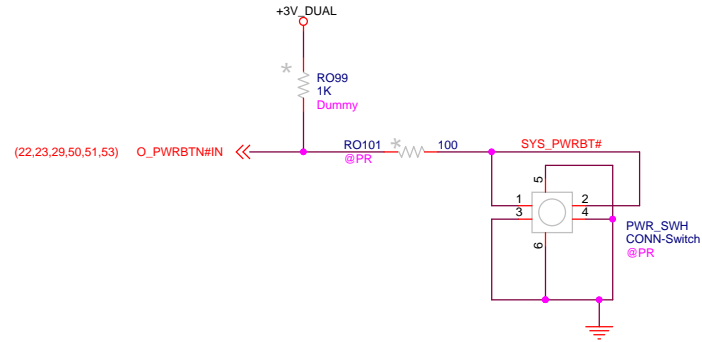 +3V_DUAL
*
RO99
1K
Dummy
(22,23,29,50,51,53) O_PWRBTN#IN
RO101
@PR
*
100
SYS_PWRBT#
5
1
2
3
4
6
PWR_SWH
CONN-Switch
@PR